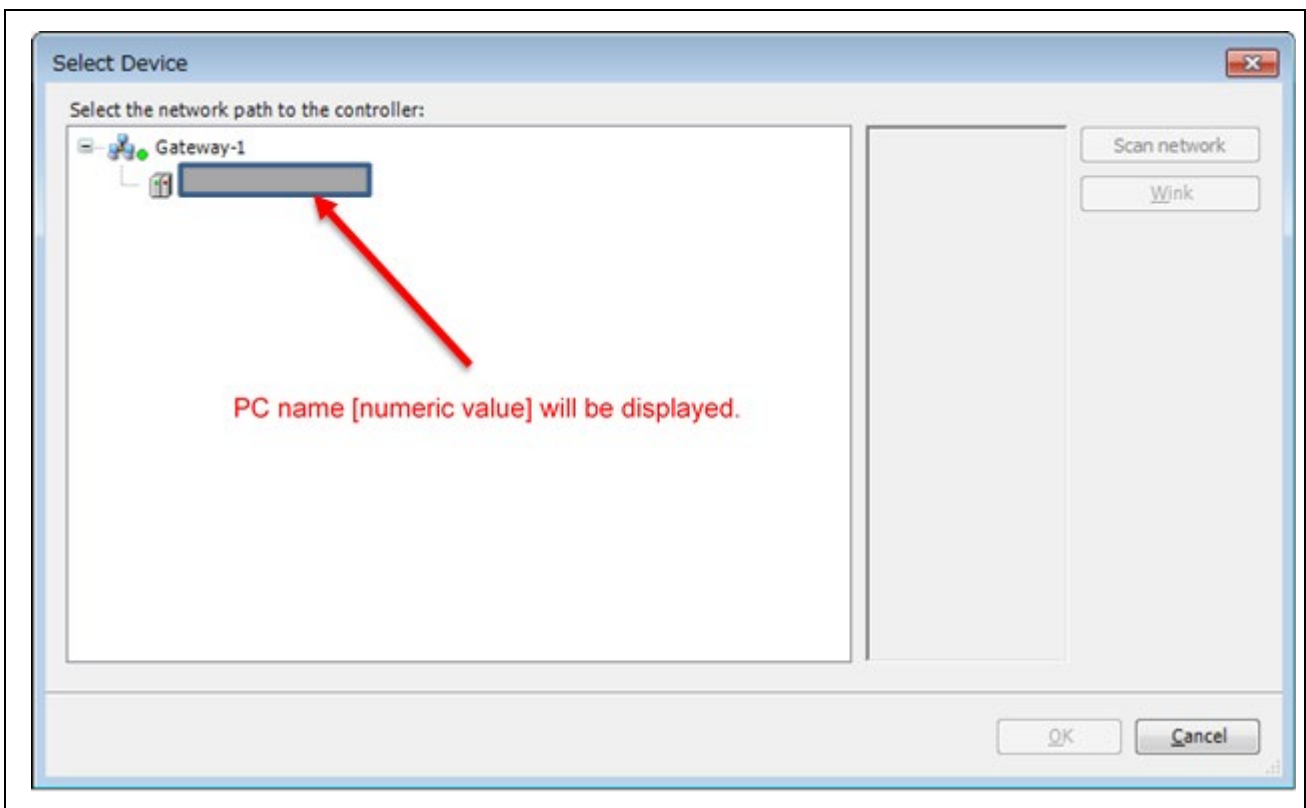 Select Device
Select the network path to the controller:
Gateway-1
Scan network
Wink
PC name [numeric value] will be displayed.
OK
Cancel